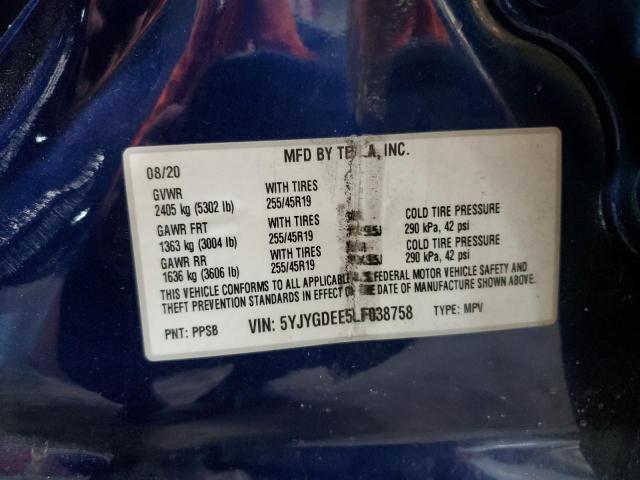 MFD BY TESLA, INC.
08/20
GVWR WITH TIRES
2405 kg (5302 lb) 255/45R19
GAWR FRT WITH TIRES COLD TIRE PRESSURE
1363 kg (3004 lb) 255/45R19 290 kPa, 42 psi
GAWR RR WITH TIRES COLD TIRE PRESSURE
1636 kg (3606 lb) 255/45R19 290 kPa, 42 psi
THIS VEHICLE CONFORMS TO ALL APPLICABLE U.S. FEDERAL MOTOR VEHICLE SAFETY AND
THEFT PREVENTION STANDARDS IN EFFECT ON THE DATE OF MANUFACTURE SHOWN ABOVE.
PNT: PPSB VIN: 5YJYGDEE5LF038758 TYPE: MPV